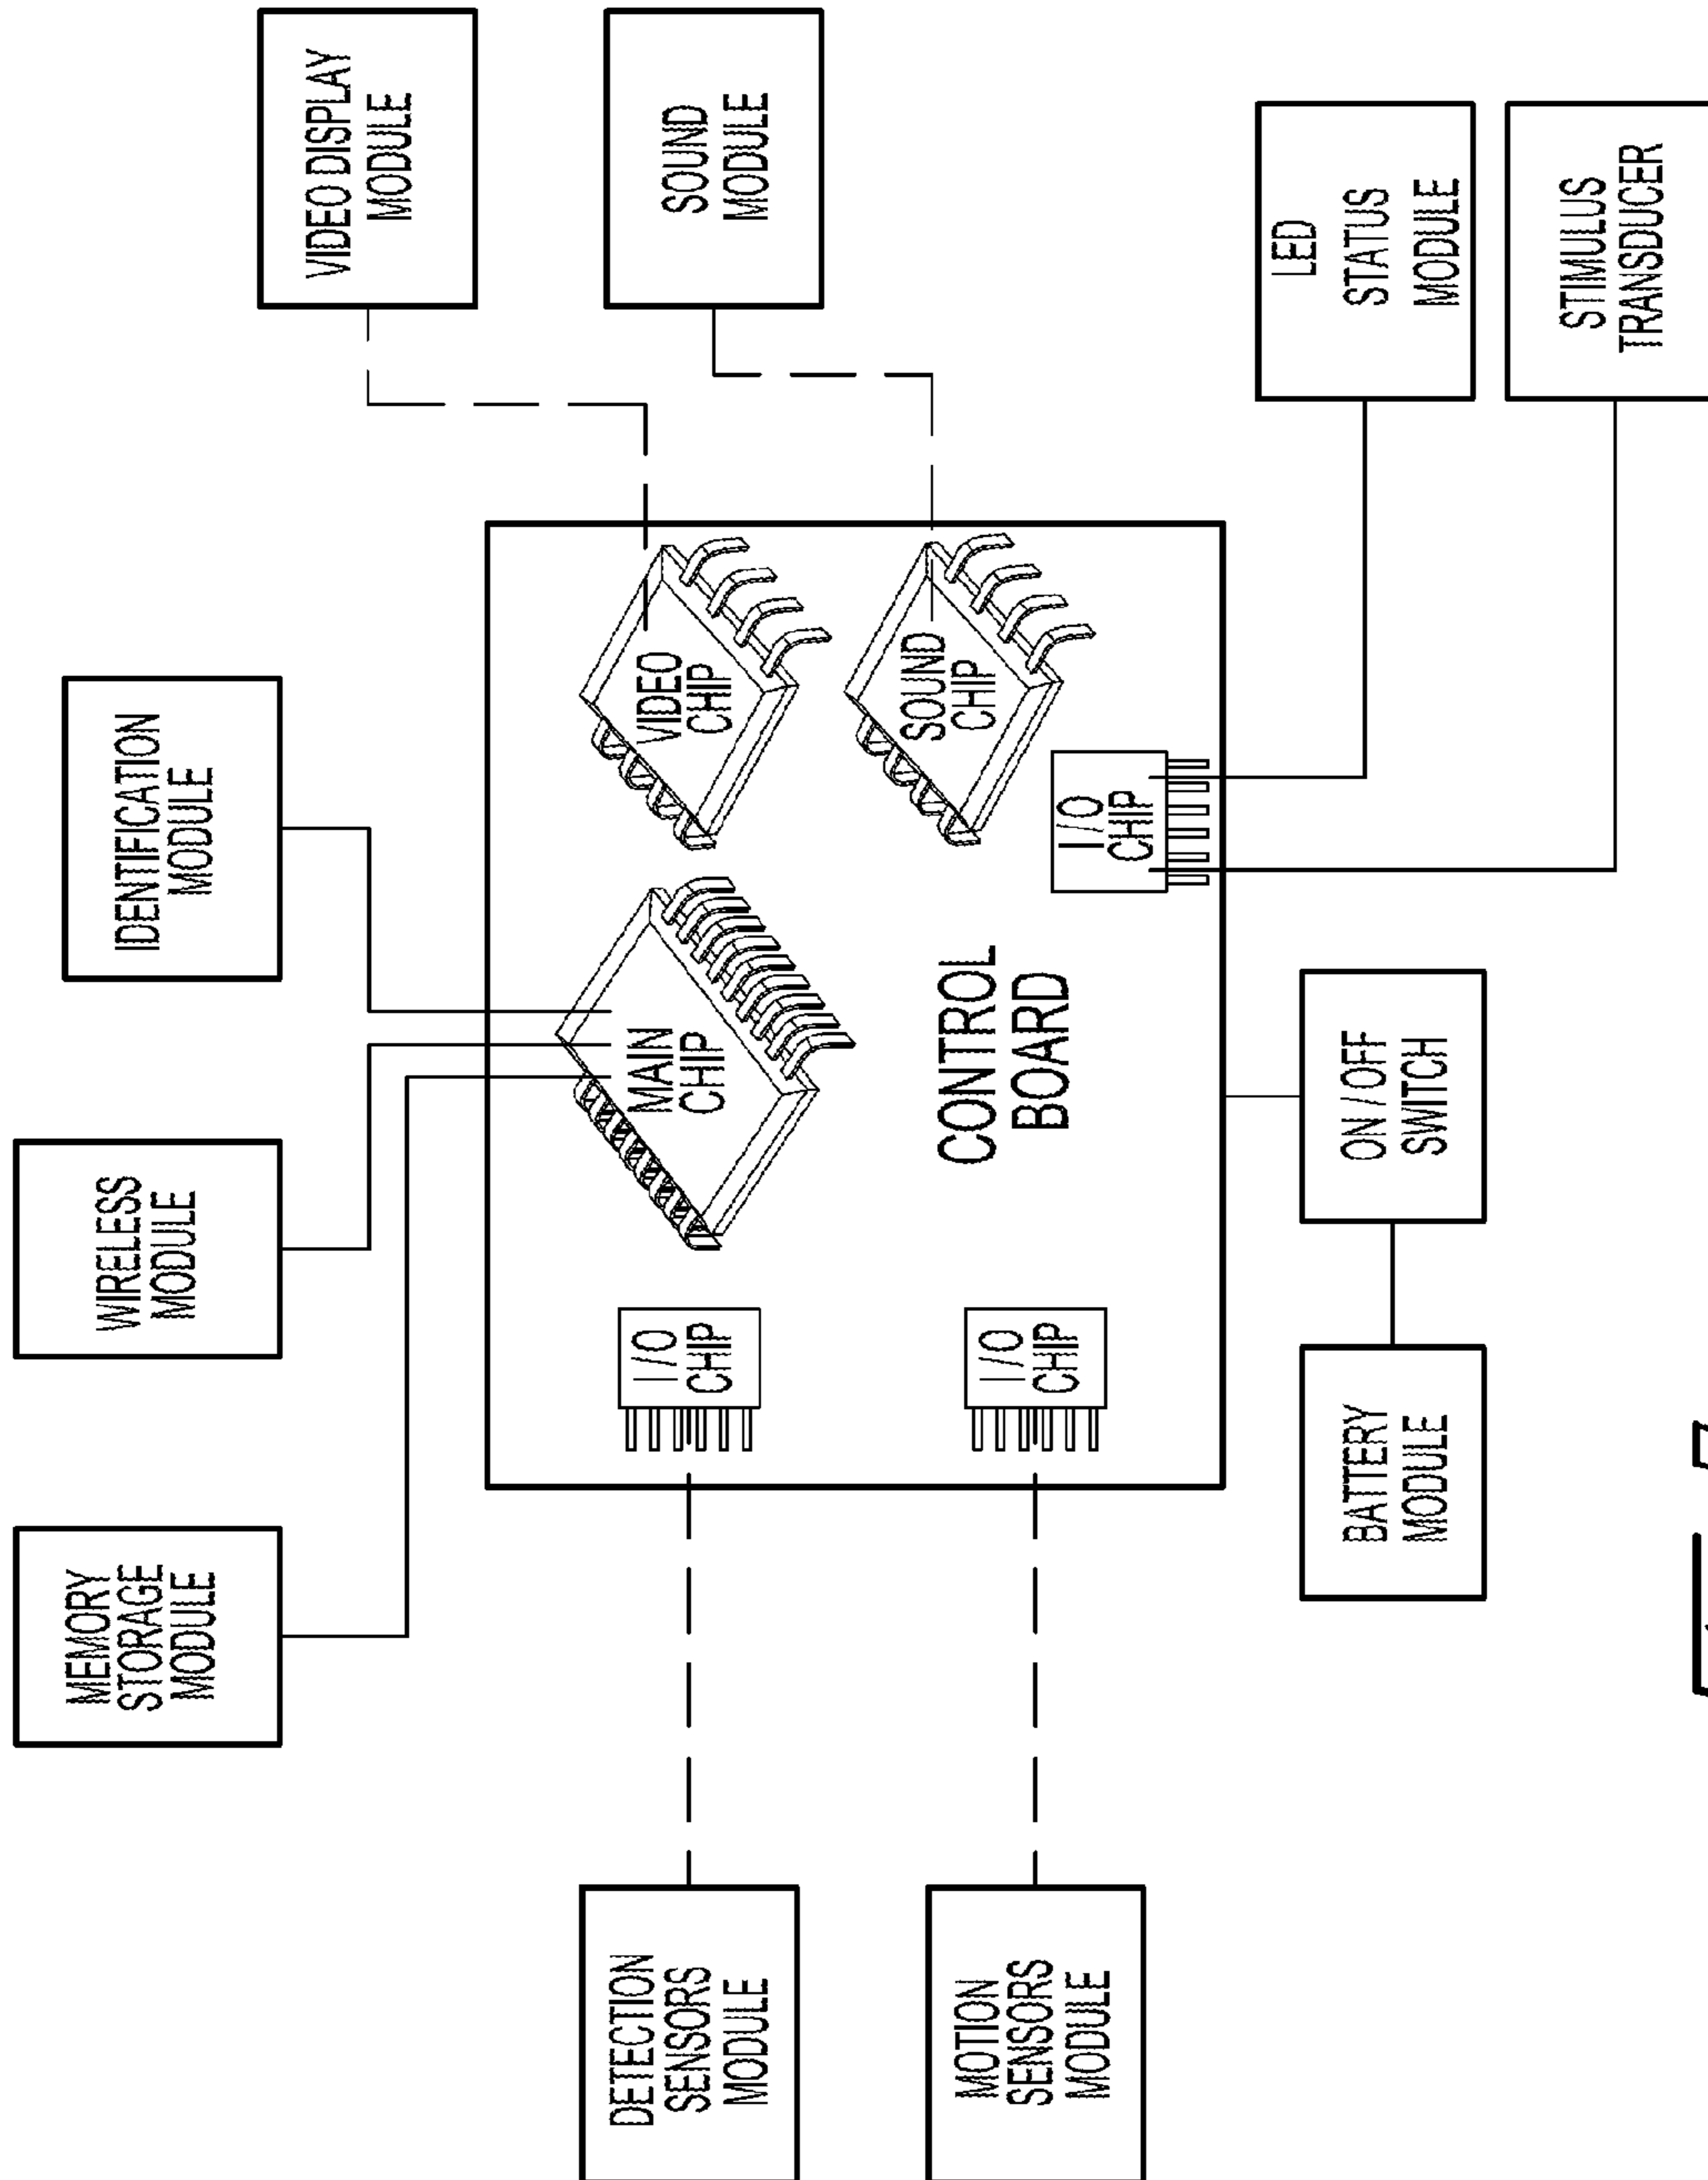 MEMORY
STORAGE
MODULE
WIRELESS
MODULE
IDENTIFICATION
MODULE
VIDEO DISPLAY
MODULE
SOUND
MODULE
DETECTION
SENSORS
MODULE
MOTION
SENSORS
MODULE
I/O
CHIP
I/O
CHIP
MAIN
CHIP
VIDEO
CHIP
SOUND
CHIP
CONTROL
BOARD
I/O
CHIP
LED
STATUS
MODULE
STIMULUS
TRANSDUCER
BATTERY
MODULE
ON / OFF
SWITCH